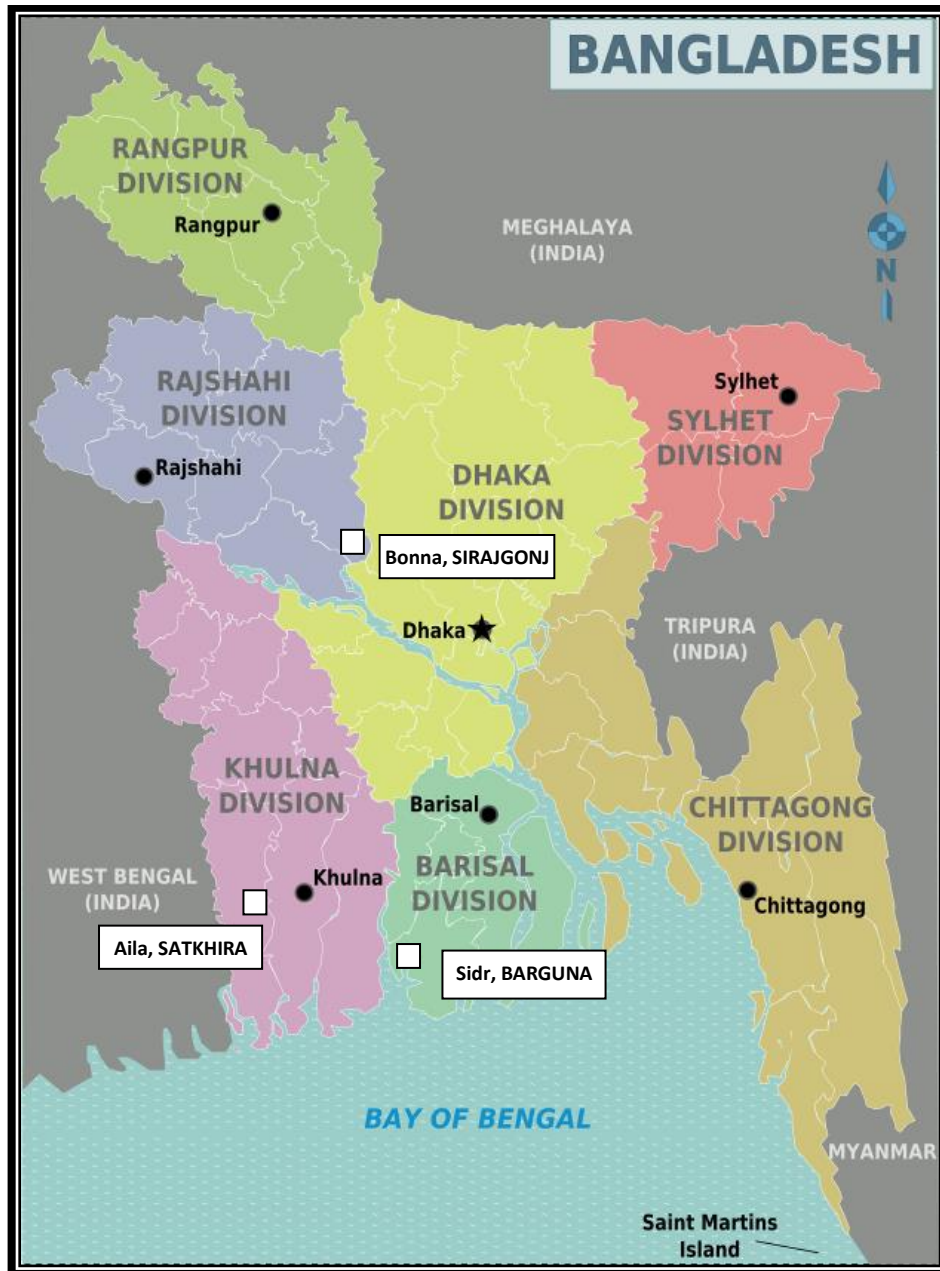 BANGLADESH
RANGPUR
DIVISION
Rangpur
MEGHALAYA
(INDIA)
N
RAJSHAHI
DIVISION
Rajshahi
Sylhet
SYLHET
DIVISION
DHAKA
DIVISION
Bonna, SIRAJGONJ
Dhaka
TRIPURA
(INDIA)
KHULNA
DIVISION
Barisal
CHITTAGONG
DIVISION
BARISAL
DIVISION
WEST BENGAL
(INDIA)
Khulna
Chittagong
Aila, SATKHIRA
Sidr, BARGUNA
BAY OF BENGAL
MYANMAR
Saint Martins
Island